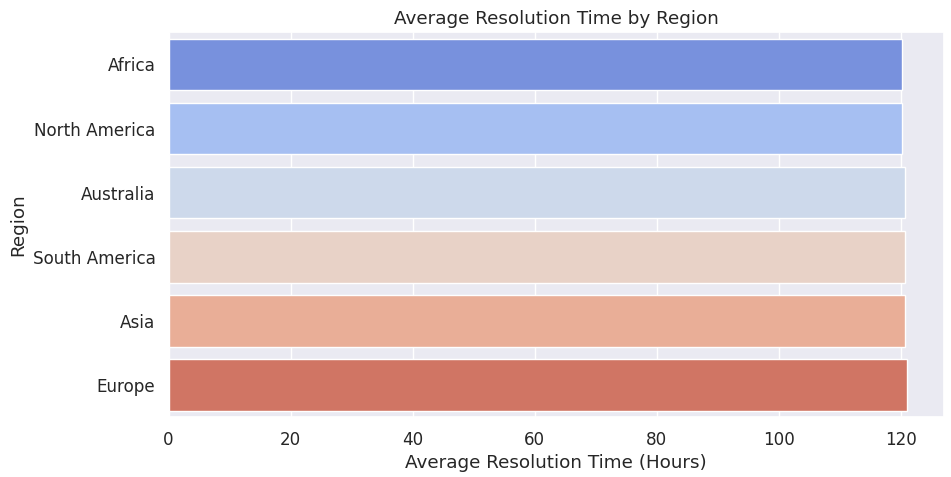 Average Resolution Time by Region
Region
Africa
North America
Australia
South America
Asia
Europe
0 20 40 60 80 100 120
Average Resolution Time (Hours)